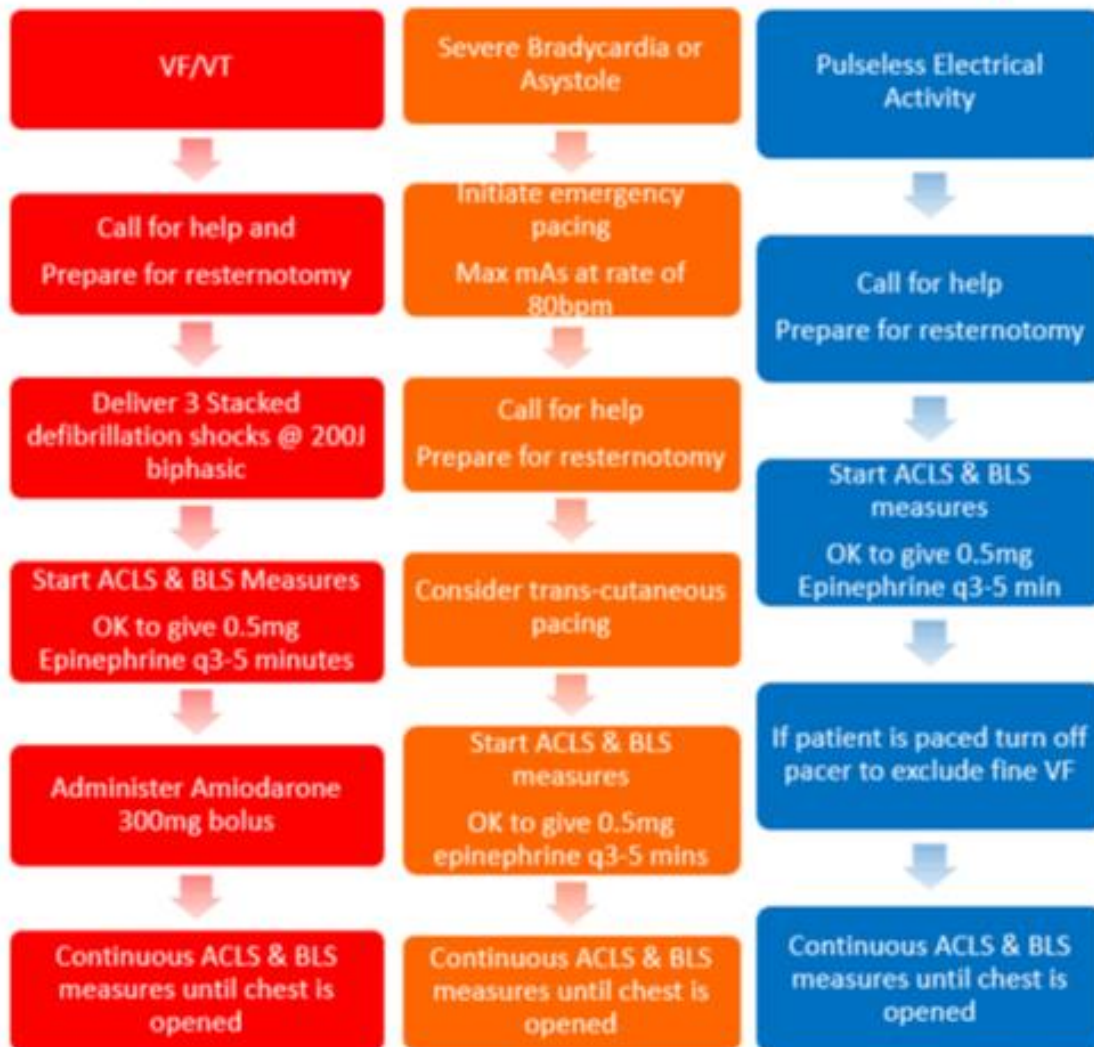 VF/VT
Call for help and
Prepare for resternotomy
Deliver 3 Stacked
defibrillation shocks @ 200J
biphasic
Start ACLS & BLS Measures
OK to give 0.5mg
Epinephrine q3-5 minutes
Administer Amiodarone
300mg bolus
Continuous ACLS & BLS
measures until chest is
opened
Severe Bradycardia or
Asystole
Initiate emergency
pacing
Max mAs at rate of
80bpm
Call for help
Prepare for resternotomy
Consider trans-cutaneous
pacing
Start ACLS & BLS
measures
OK to give 0.5mg
epinephrine q3-5 mins
Continuous ACLS & BLS
measures until chest is
opened
Pulseless Electrical
Activity
Call for help
Prepare for resternotomy
Start ACLS & BLS
measures
OK to give 0.5mg
Epinephrine q3-5 min
If patient is paced turn off
pacer to exclude fine VF
Continuous ACLS & BLS
measures until chest is
opened